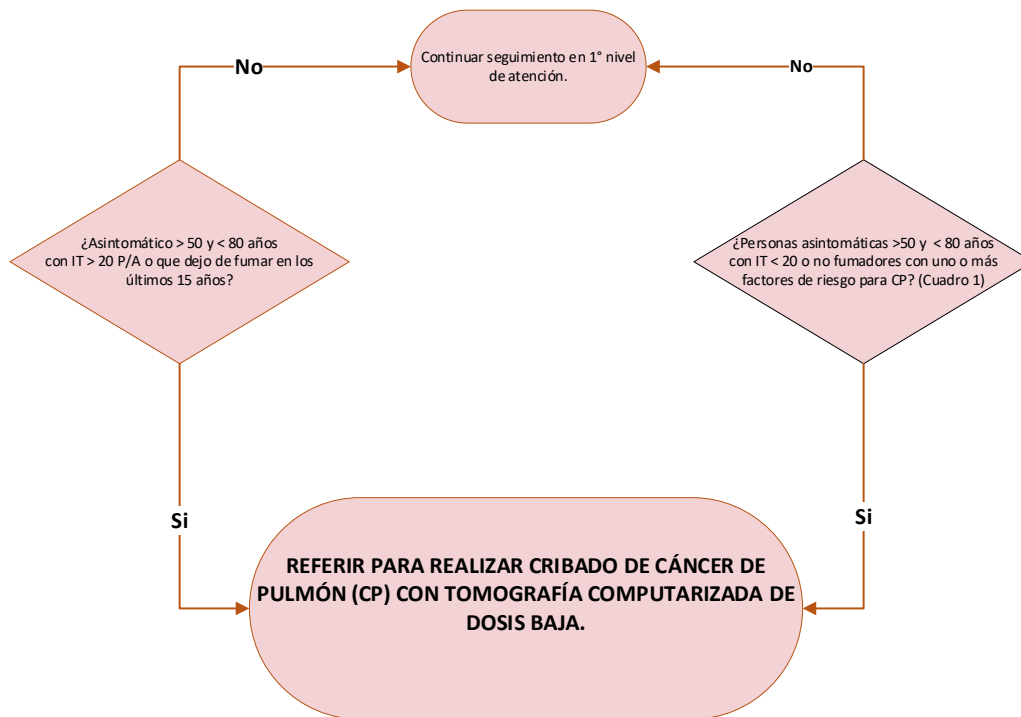 No
Continuar seguimiento en 1° nivel
de atención.
No
¿Asintomático > 50 y < 80 años
con IT > 20 P/A o que dejo de fumar en los
últimos 15 años?
¿Personas asintomáticas >50 y < 80 años
con IT < 20 o no fumadores con uno o más
factores de riesgo para CP? (Cuadro 1)
Si
Si
REFERIR PARA REALIZAR CRIBADO DE CÁNCER DE
PULMÓN (CP) CON TOMOGRAFÍA COMPUTARIZADA DE
DOSIS BAJA.